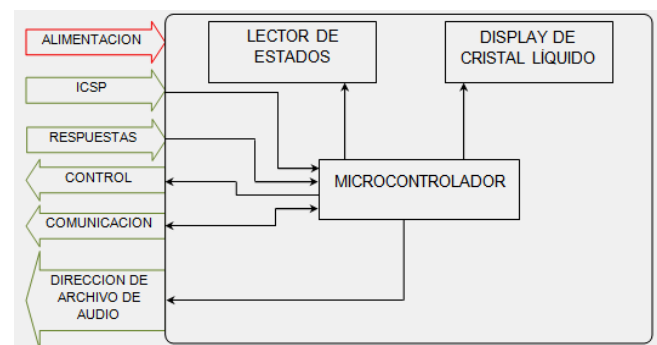 ALIMENTACION
LECTOR DE
ESTADOS
DISPLAY DE
CRISTAL LÍQUIDO
ICSP
RESPUESTAS
CONTROL
MICROCONTROLADOR
COMUNICACION
DIRECCION DE
ARCHIVO DE
AUDIO